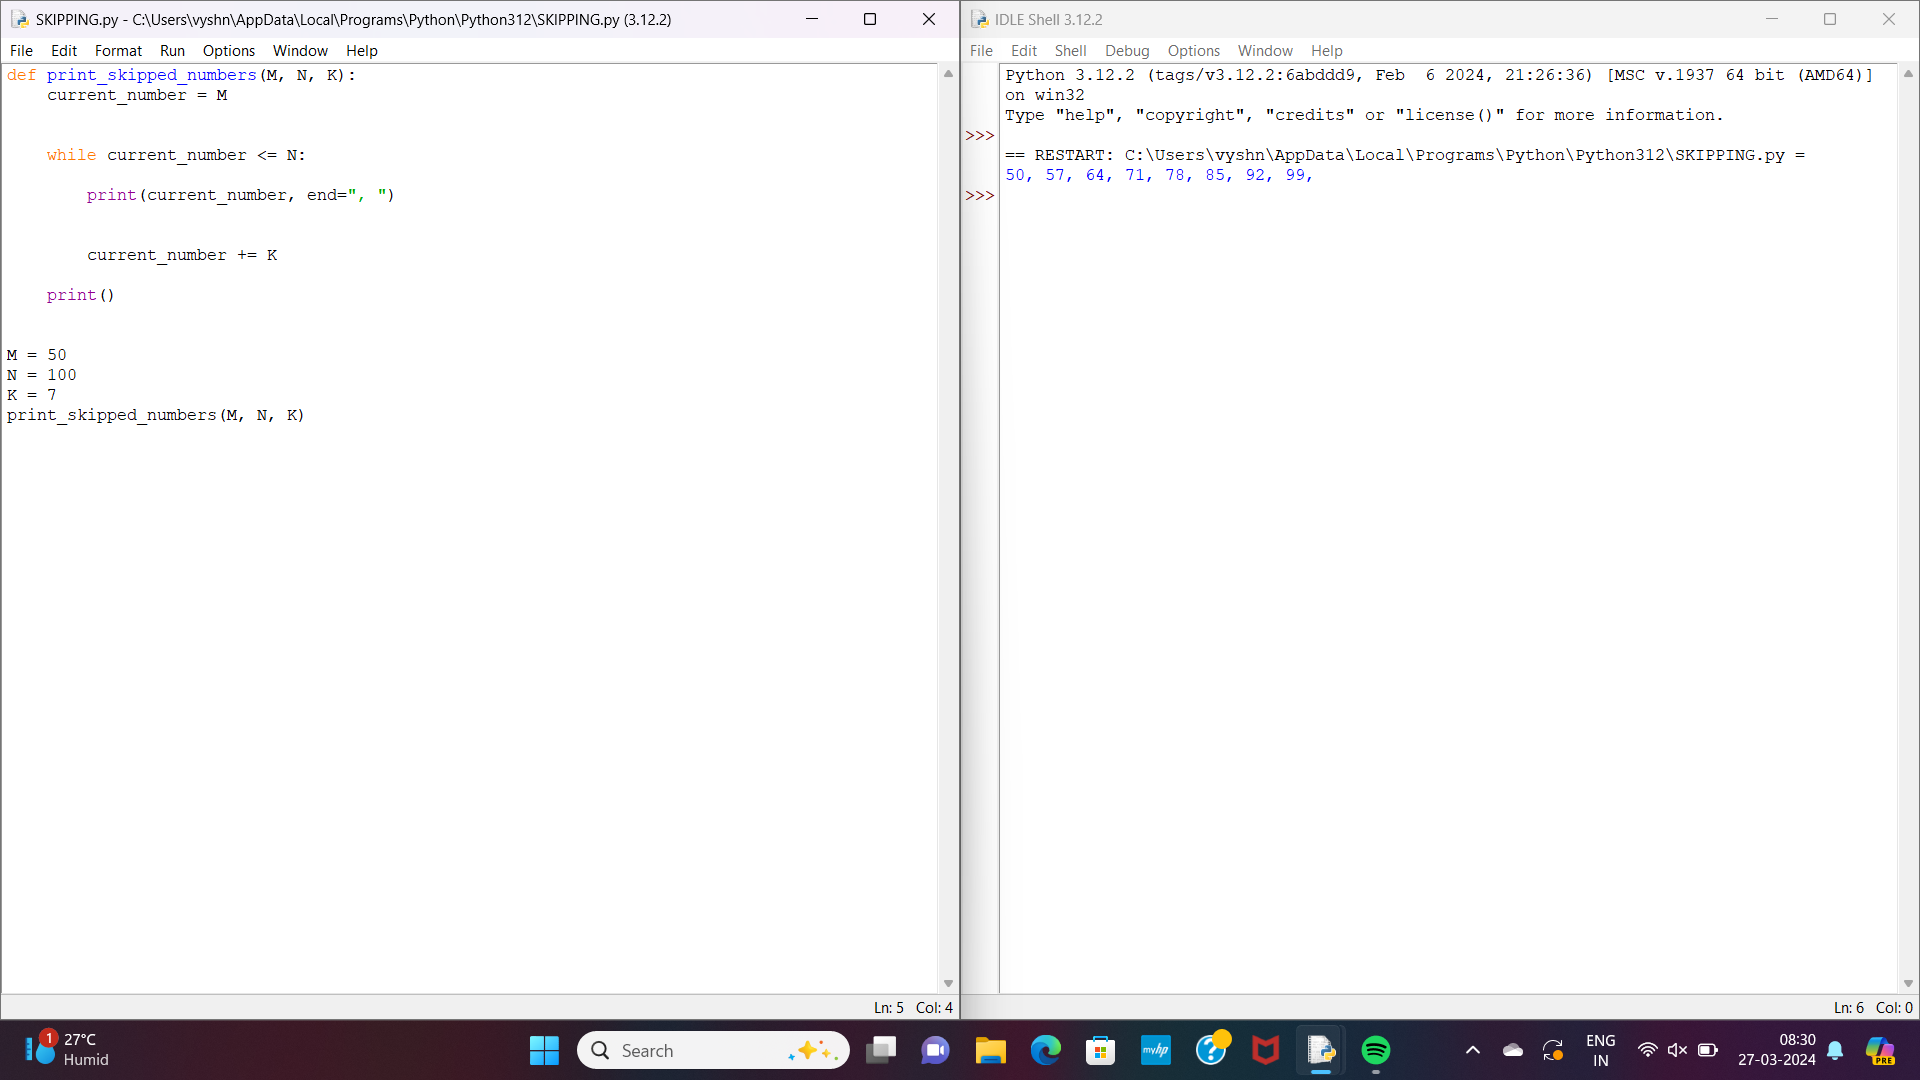 SKIPPING.py - C:\Users\vyshn\AppData\Local\Programs\Python\Python312\SKIPPING.py (3.12.2)
File Edit Format Run Options Window Help
def print_skipped_numbers(M, N, K):
    current_number = M
    while current_number <= N:
        print(current_number, end=", ")
        current_number += K
    print()
M = 50
N = 100
K = 7
print_skipped_numbers(M, N, K)
Ln: 5 Col: 4
IDLE Shell 3.12.2
File Edit Shell Debug Options Window Help
Python 3.12.2 (tags/v3.12.2:6abddd9, Feb  6 2024, 21:26:36) [MSC v.1937 64 bit (AMD64)]
on win32
Type "help", "copyright", "credits" or "license()" for more information.
>>>
== RESTART: C:\Users\vyshn\AppData\Local\Programs\Python\Python312\SKIPPING.py =
50, 57, 64, 71, 78, 85, 92, 99,
>>>
Ln: 6 Col: 0
1
27°C
Humid
Search
myhp
?
ENG
IN
08:30
27-03-2024
PRE